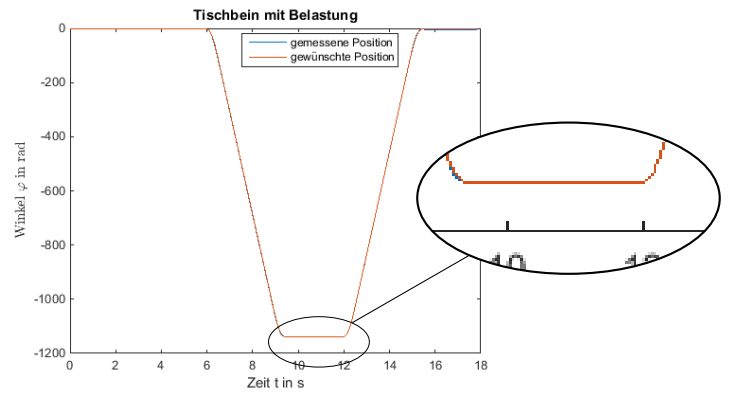 Tischbein mit Belastung
gemessene Position
gewünschte Position
Winkel φ in rad
0
-200
-400
-600
-800
-1000
-1200
0 2 4 6 8 10 12 14 16 18
Zeit t in s